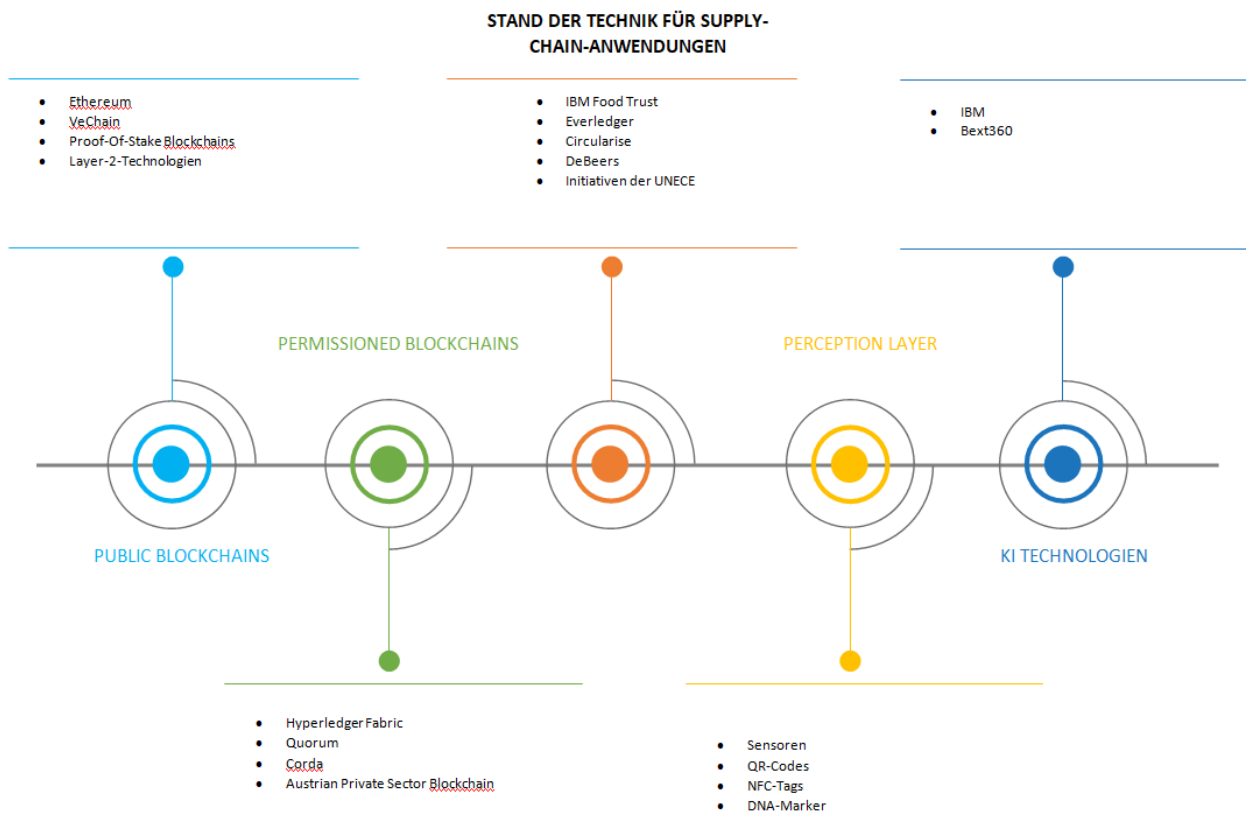 STAND DER TECHNIK FÜR SUPPLY-
CHAIN-ANWENDUNGEN
• Ethereum
• VeChain
• Proof-Of-Stake Blockchains
• Layer-2-Technologien
• IBM Food Trust
• Everledger
• Circularise
• DeBeers
• Initiativen der UNECE
• IBM
• Bext360
PERMISSIONED BLOCKCHAINS
PERCEPTION LAYER
PUBLIC BLOCKCHAINS
KI TECHNOLOGIEN
• Hyperledger Fabric
• Quorum
• Corda
• Austrian Private Sector Blockchain
• Sensoren
• QR-Codes
• NFC-Tags
• DNA-Marker